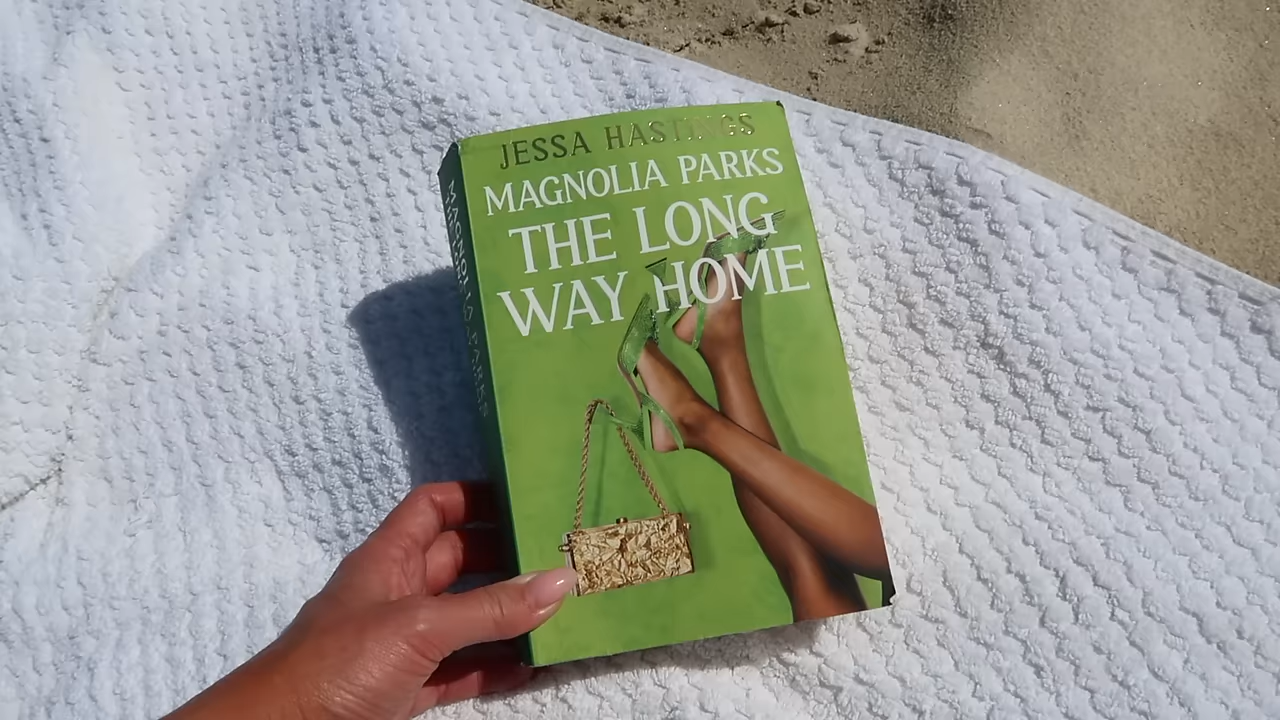 JESSA HASTINGS
MAGNOLIA PARKS
THE LONG
WAY HOME
MAGNOLIA PARKS